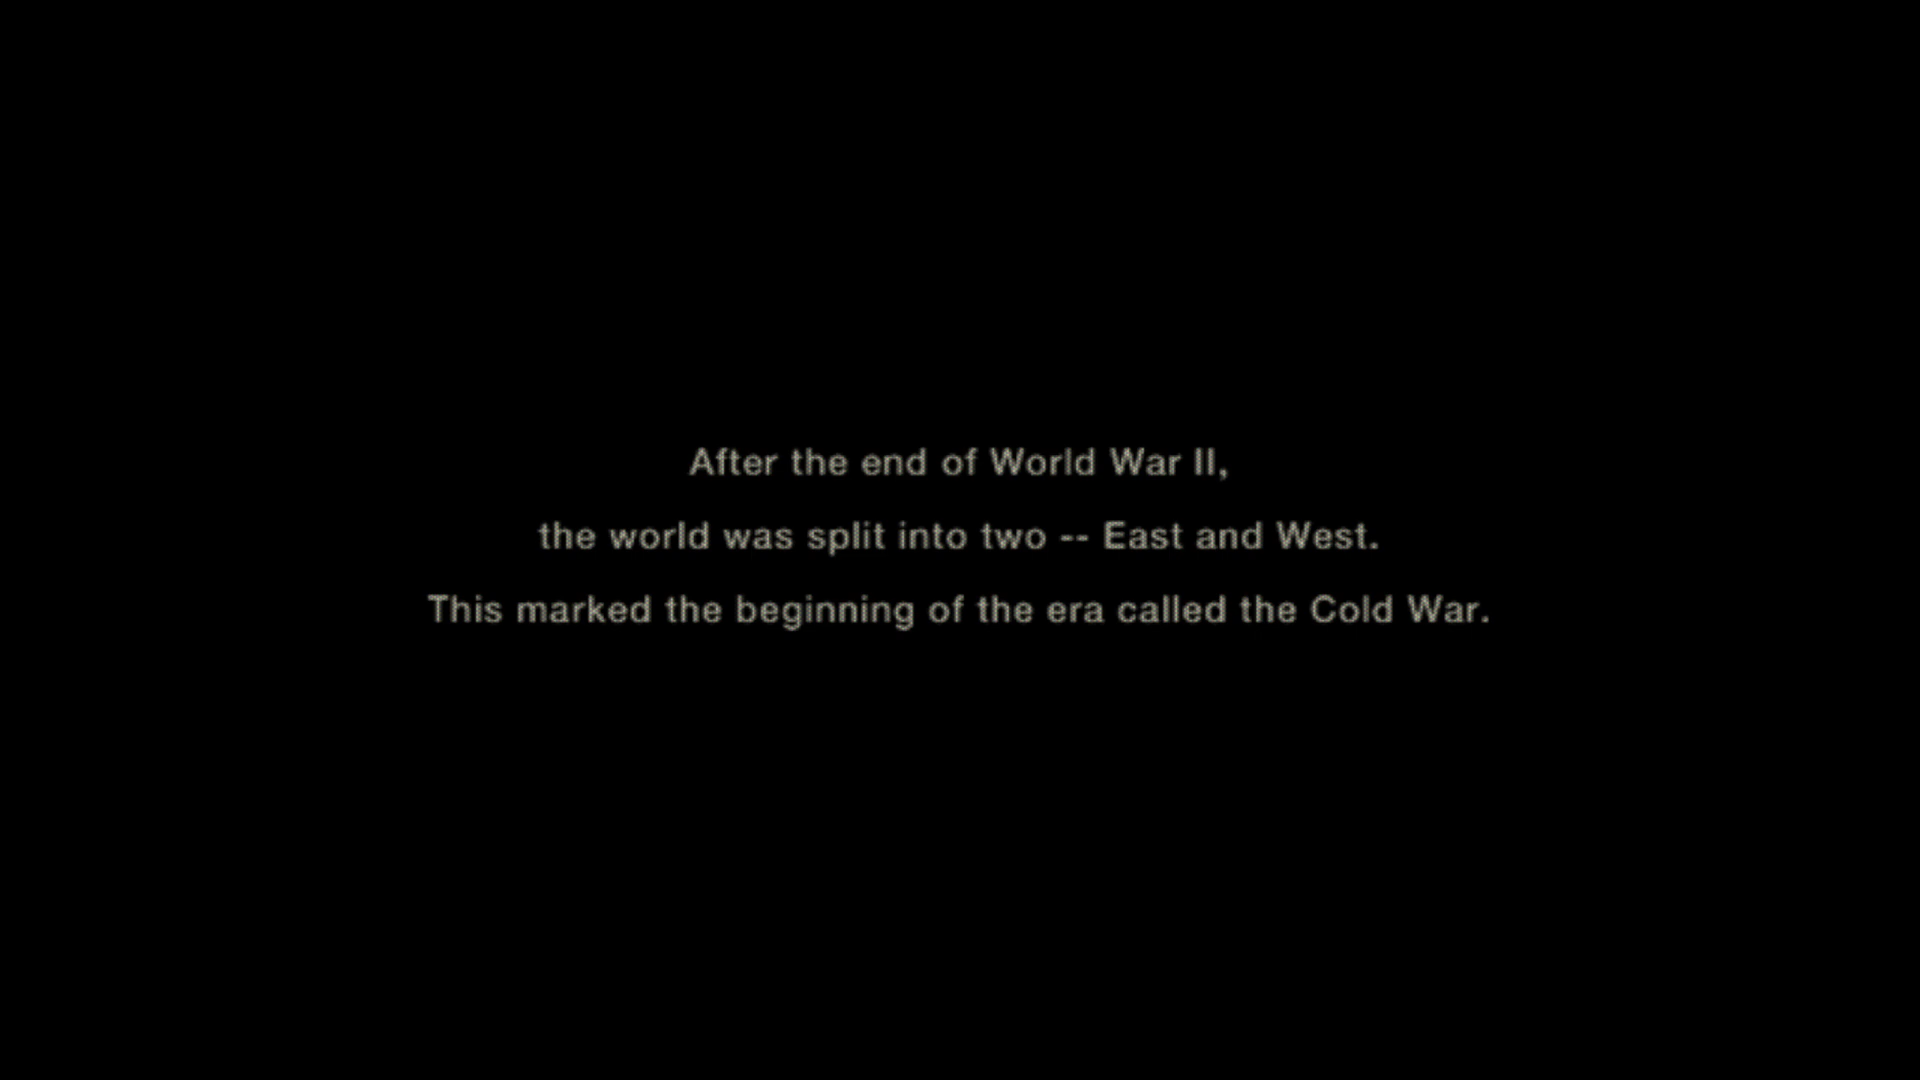 After the end of World War II,
the world was split into two -- East and West.
This marked the beginning of the era called the Cold War.